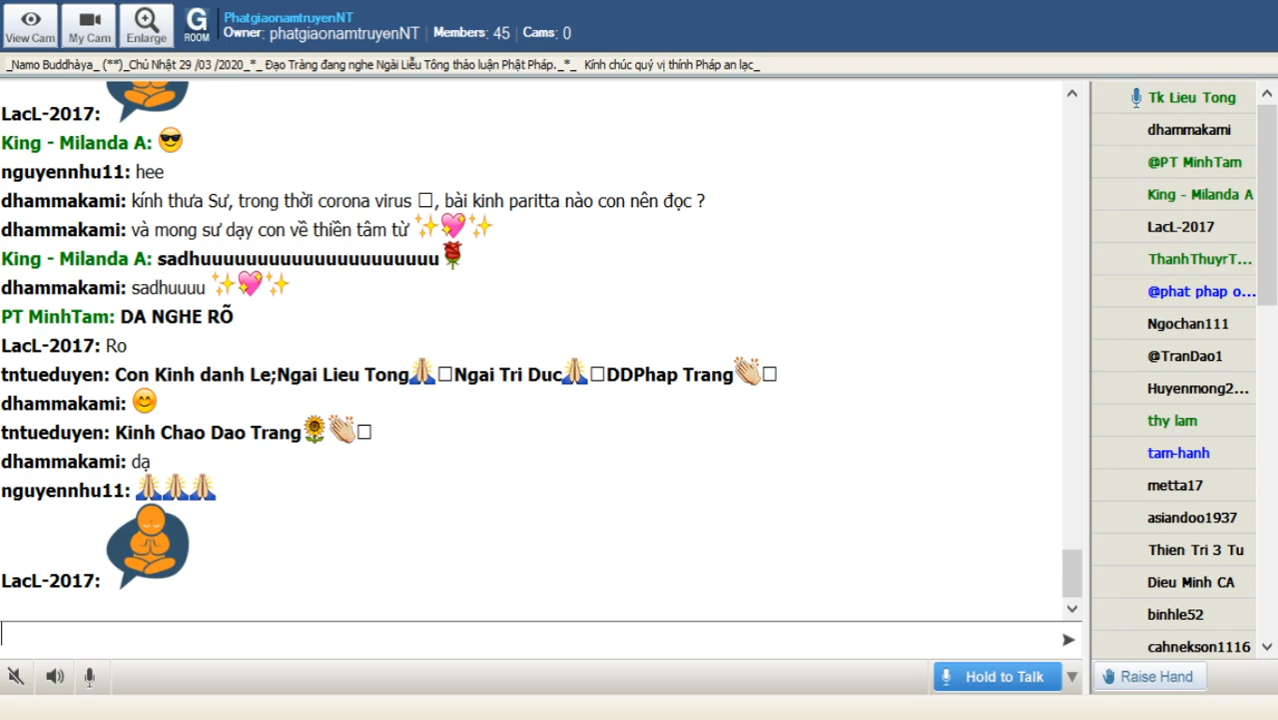 View Cam
My Cam
Enlarge
G
ROOM
PhatgiaonamtruyenNT
Owner: phatgiaonamtruyenNT | Members: 45 | Cams: 0
_Namo Buddhàya_ (**)_Chủ Nhật 29 /03 /2020_*_ Đạo Tràng đang nghe Ngài Liễu Tông thảo luận Phật Pháp._*_ Kính chúc quý vị thính Pháp an lạc_
LacL-2017:
King - Milanda A: 😎
nguyennhu11: hee
dhammakami: kính thưa Sư, trong thời corona virus □, bài kinh paritta nào con nên đọc ?
dhammakami: và mong sư dạy con về thiền tâm từ ✨💖✨
King - Milanda A: sadhuuuuuuuuuuuuuuuuuuuuuu🌹
dhammakami: sadhuuuu ✨💖✨
PT MinhTam: DA NGHE RÕ
LacL-2017: Ro
tntueduyen: Con Kinh danh Le;Ngai Lieu Tong🙏□Ngai Tri Duc🙏□DDPhap Trang👏□
dhammakami: 😊
tntueduyen: Kinh Chao Dao Trang🌻👏□
dhammakami: dạ
nguyennhu11: 🙏🙏🙏
LacL-2017:
Tk Lieu Tong
dhammakami
@PT MinhTam
King - Milanda A
LacL-2017
ThanhThuyrT...
@phat phap o...
Ngochan111
@TranDao1
Huyenmong2...
thy lam
tam-hanh
metta17
asiandoo1937
Thien Tri 3 Tu
Dieu Minh CA
binhle52
cahnekson1116
Hold to Talk
Raise Hand